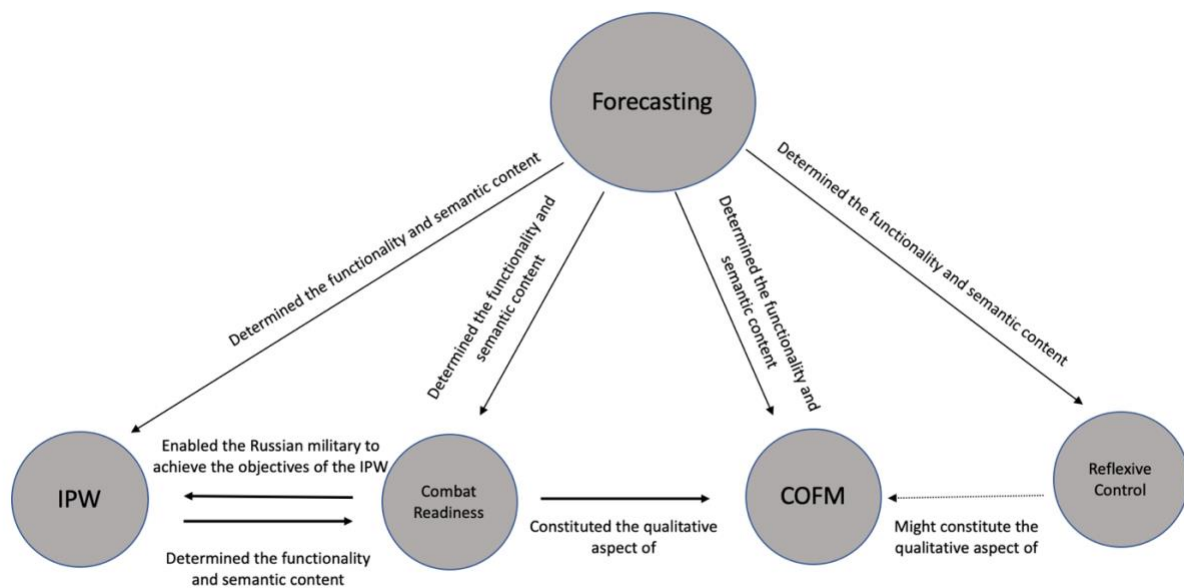 Forecasting
Determined the functionality and semantic content
Determined the functionality and
semantic content
Determined the functionality and
semantic content
Determined the functionality and semantic content
Enabled the Russian military to
achieve the objectives of the IPW
IPW
Combat
Readiness
COFM
Reflexive
Control
Determined the functionality
and semantic content
Constituted the qualitative
aspect of
Might constitute the
qualitative aspect of